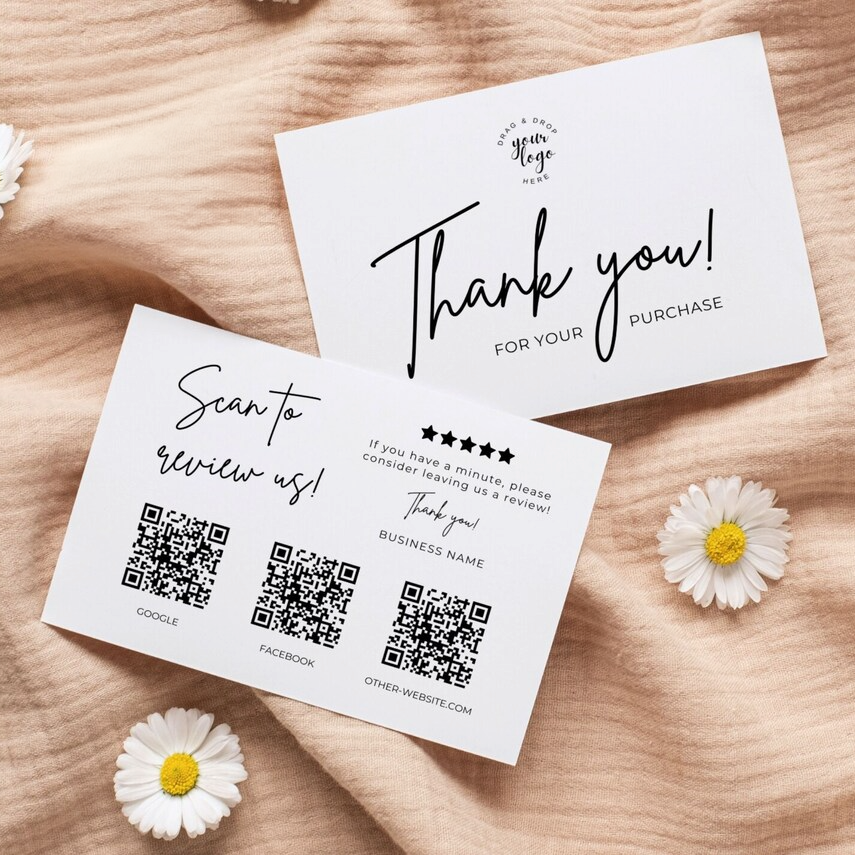 DRAG & DROP
your
logo
HERE
Thank you!
FOR YOUR PURCHASE
Scan to
review us!
If you have a minute, please
consider leaving us a review!
Thank you!
BUSINESS NAME
GOOGLE
FACEBOOK
OTHER-WEBSITE.COM